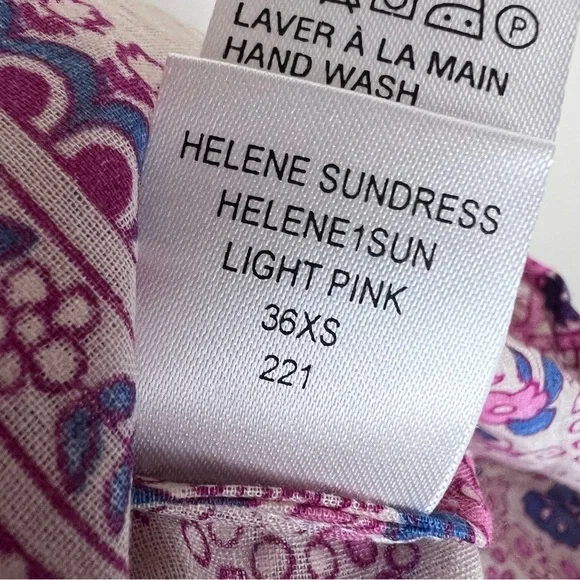 P
LAVER À LA MAIN
HAND WASH
HELENE SUNDRESS
HELENE1SUN
LIGHT PINK
36XS
221